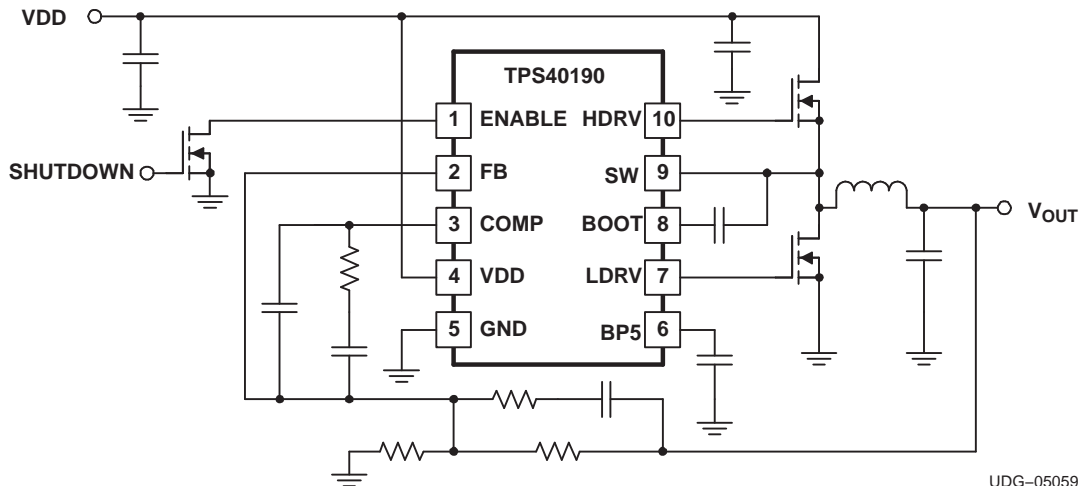 VDD
TPS40190
1 ENABLE HDRV 10
SHUTDOWN
2 FB SW 9
3 COMP BOOT 8
VOUT
4 VDD LDRV 7
5 GND BP5 6
UDG–05059